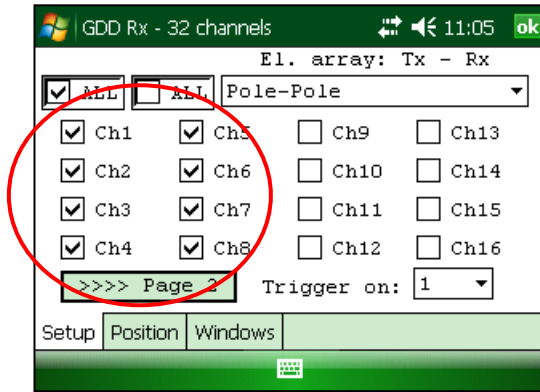 GDD Rx - 32 channels 11:05 ok
El. array: Tx - Rx
ALL ALL Pole-Pole
Ch1 Ch5 Ch9 Ch13
Ch2 Ch6 Ch10 Ch14
Ch3 Ch7 Ch11 Ch15
Ch4 Ch8 Ch12 Ch16
>>>> Page 2 Trigger on: 1
Setup Position Windows